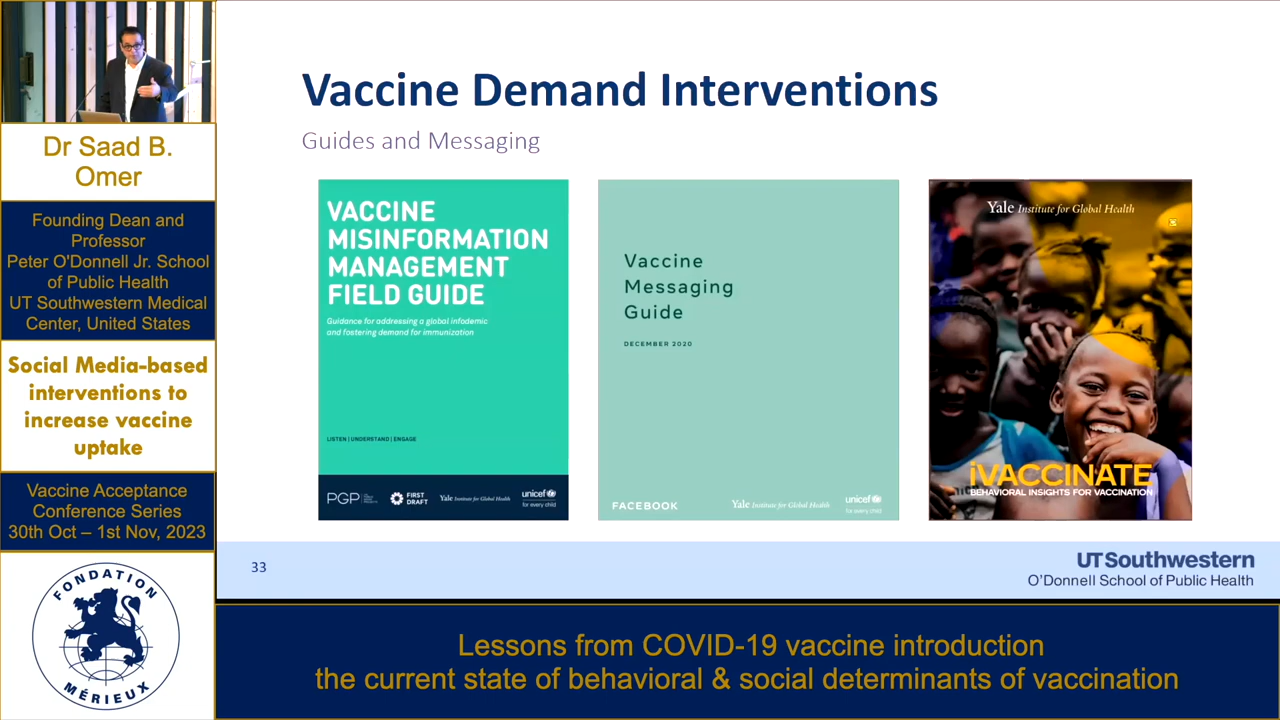 Dr Saad B.
Omer
Founding Dean and
Professor
Peter O'Donnell Jr. School
of Public Health
UT Southwestern Medical
Center, United States
Social Media-based
interventions to
increase vaccine
uptake
Vaccine Acceptance
Conference Series
30th Oct – 1st Nov, 2023
FONDATION
MÉRIEUX
Vaccine Demand Interventions
Guides and Messaging
VACCINE
MISINFORMATION
MANAGEMENT
FIELD GUIDE
Guidance for addressing a global infodemic
and fostering demand for immunization
LISTEN | UNDERSTAND | ENGAGE
PGP
FIRST
DRAFT
Yale Institute for Global Health
unicef
for every child
Vaccine
Messaging
Guide
DECEMBER 2020
FACEBOOK
Yale Institute for Global Health
unicef
for every child
Yale Institute for Global Health
iVACCINATE
BEHAVIORAL INSIGHTS FOR VACCINATION
33
UTSouthwestern
O'Donnell School of Public Health
Lessons from COVID-19 vaccine introduction
the current state of behavioral & social determinants of vaccination